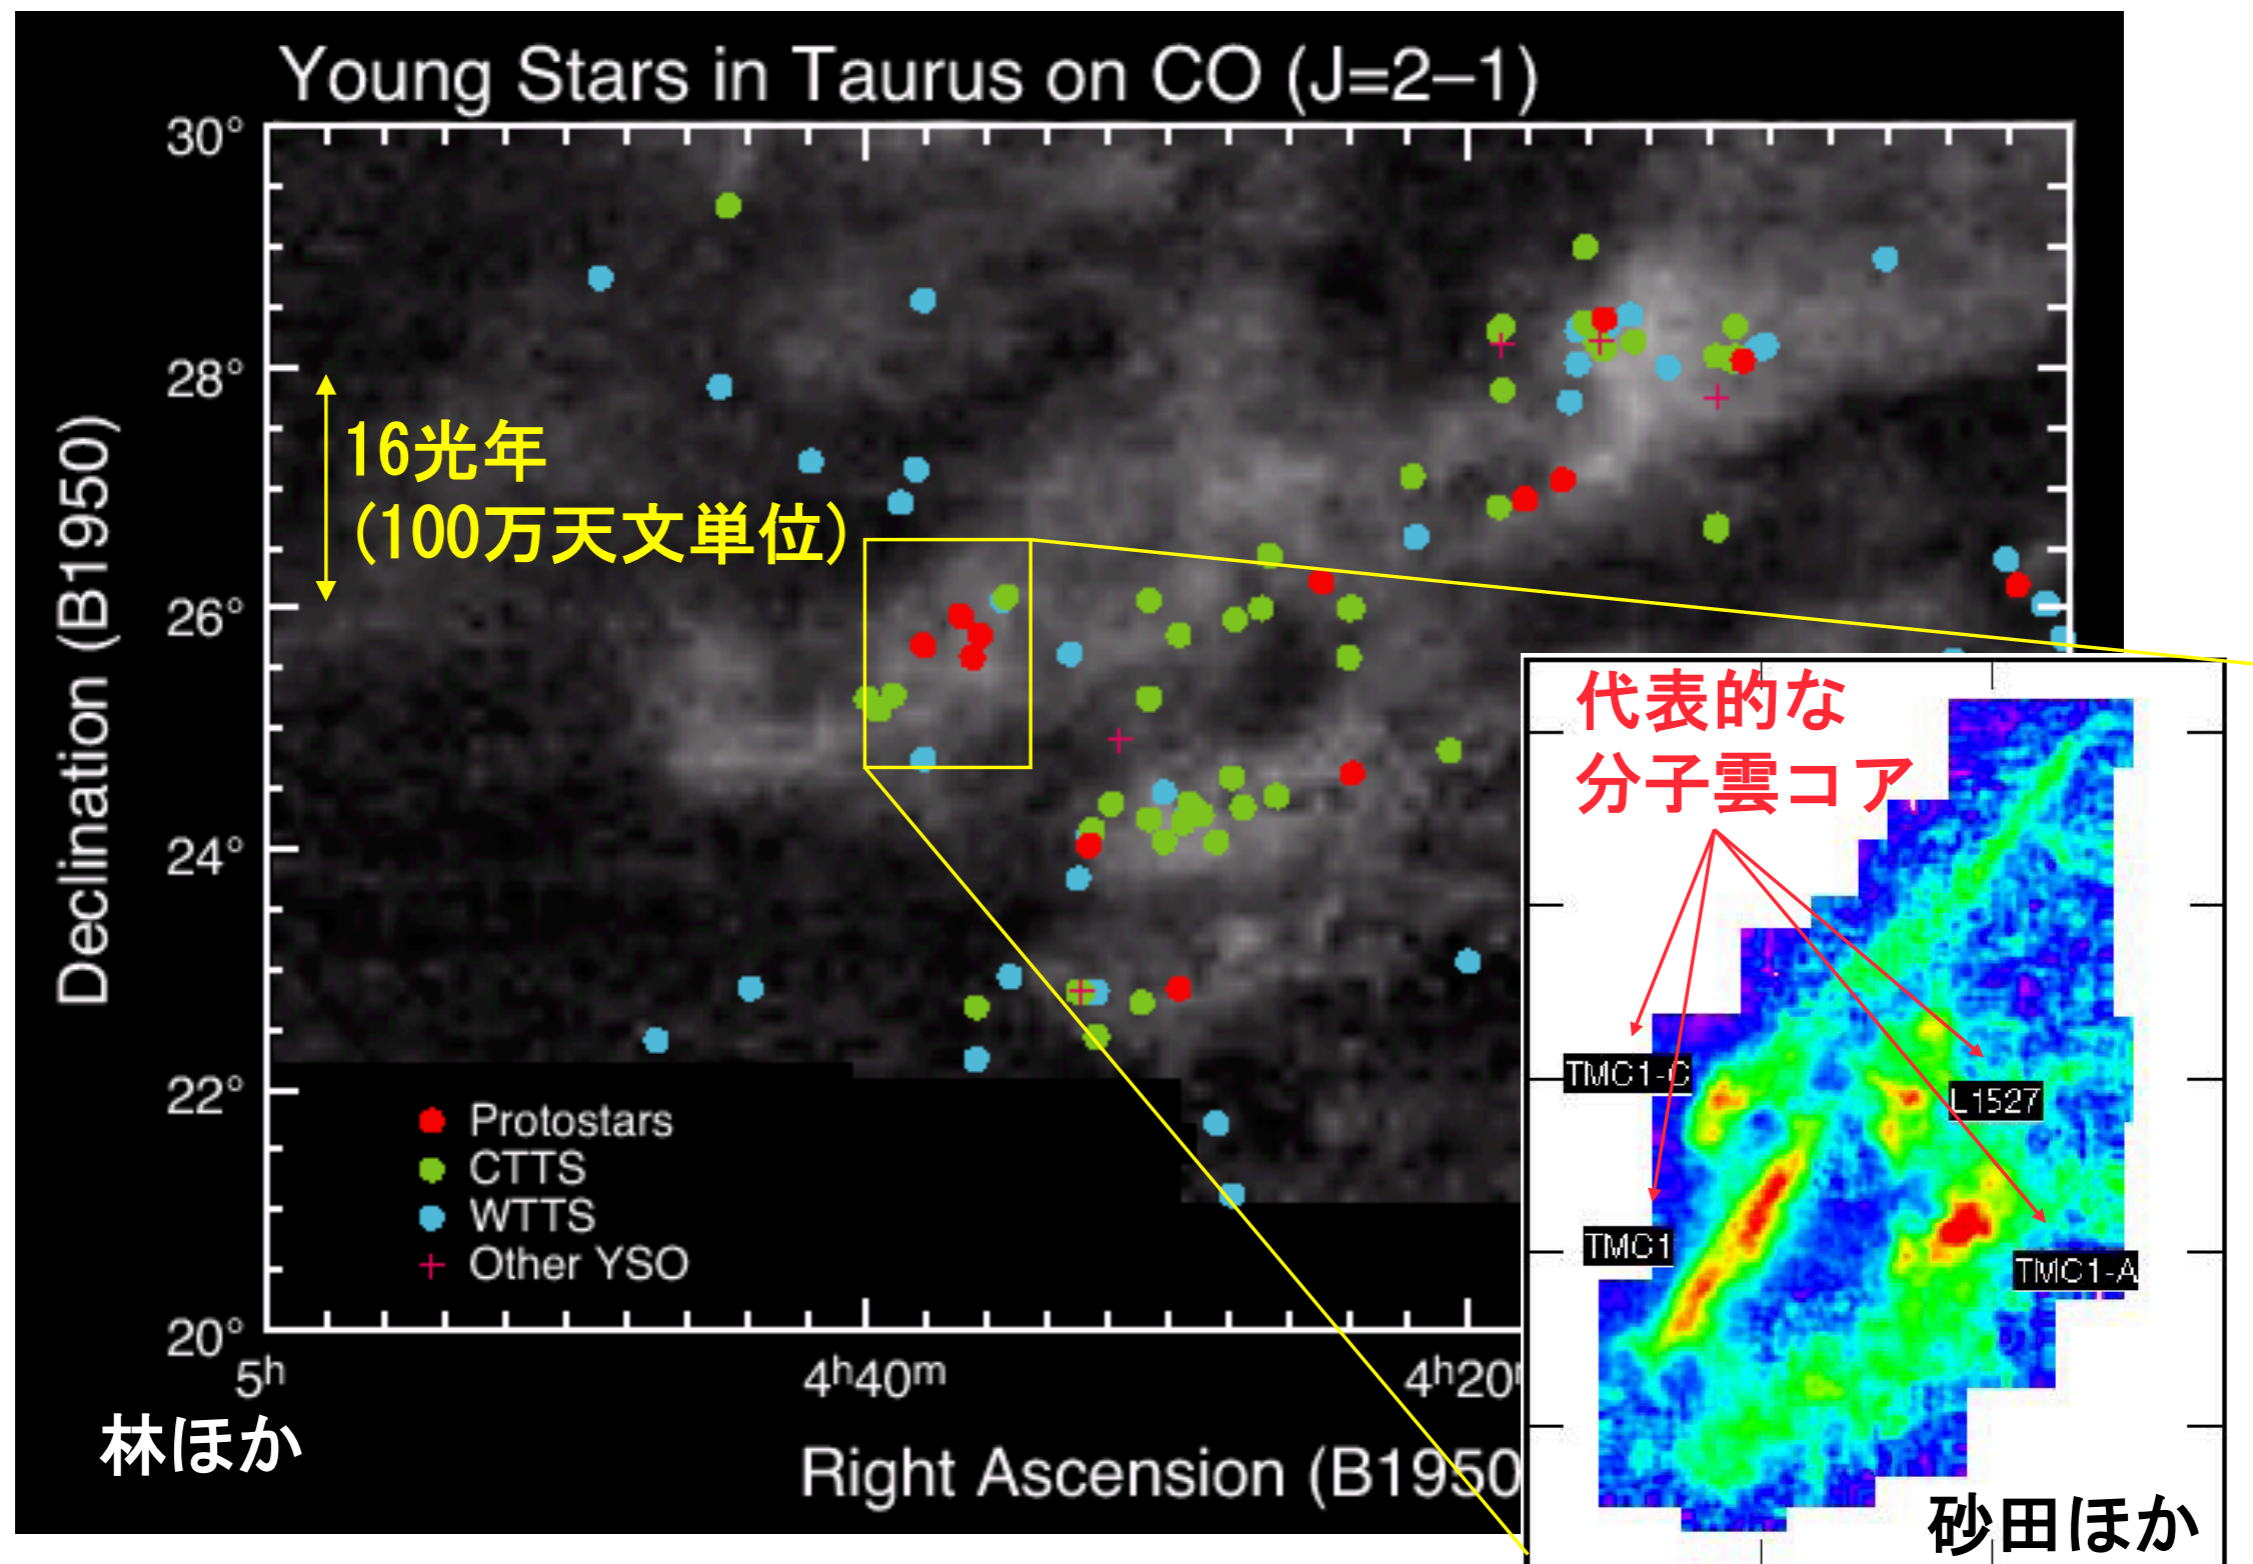 Young Stars in Taurus on CO (J=2–1)
30°
28°
26°
24°
22°
20°
Declination (B1950)
16光年
(100万天文単位)
Protostars
CTTS
WTTS
Other YSO
5h
4h40m
4h20
Right Ascension (B1950
林ほか
代表的な
分子雲コア
TMC1-C
L1527
TMC1
TMC1-A
砂田ほか